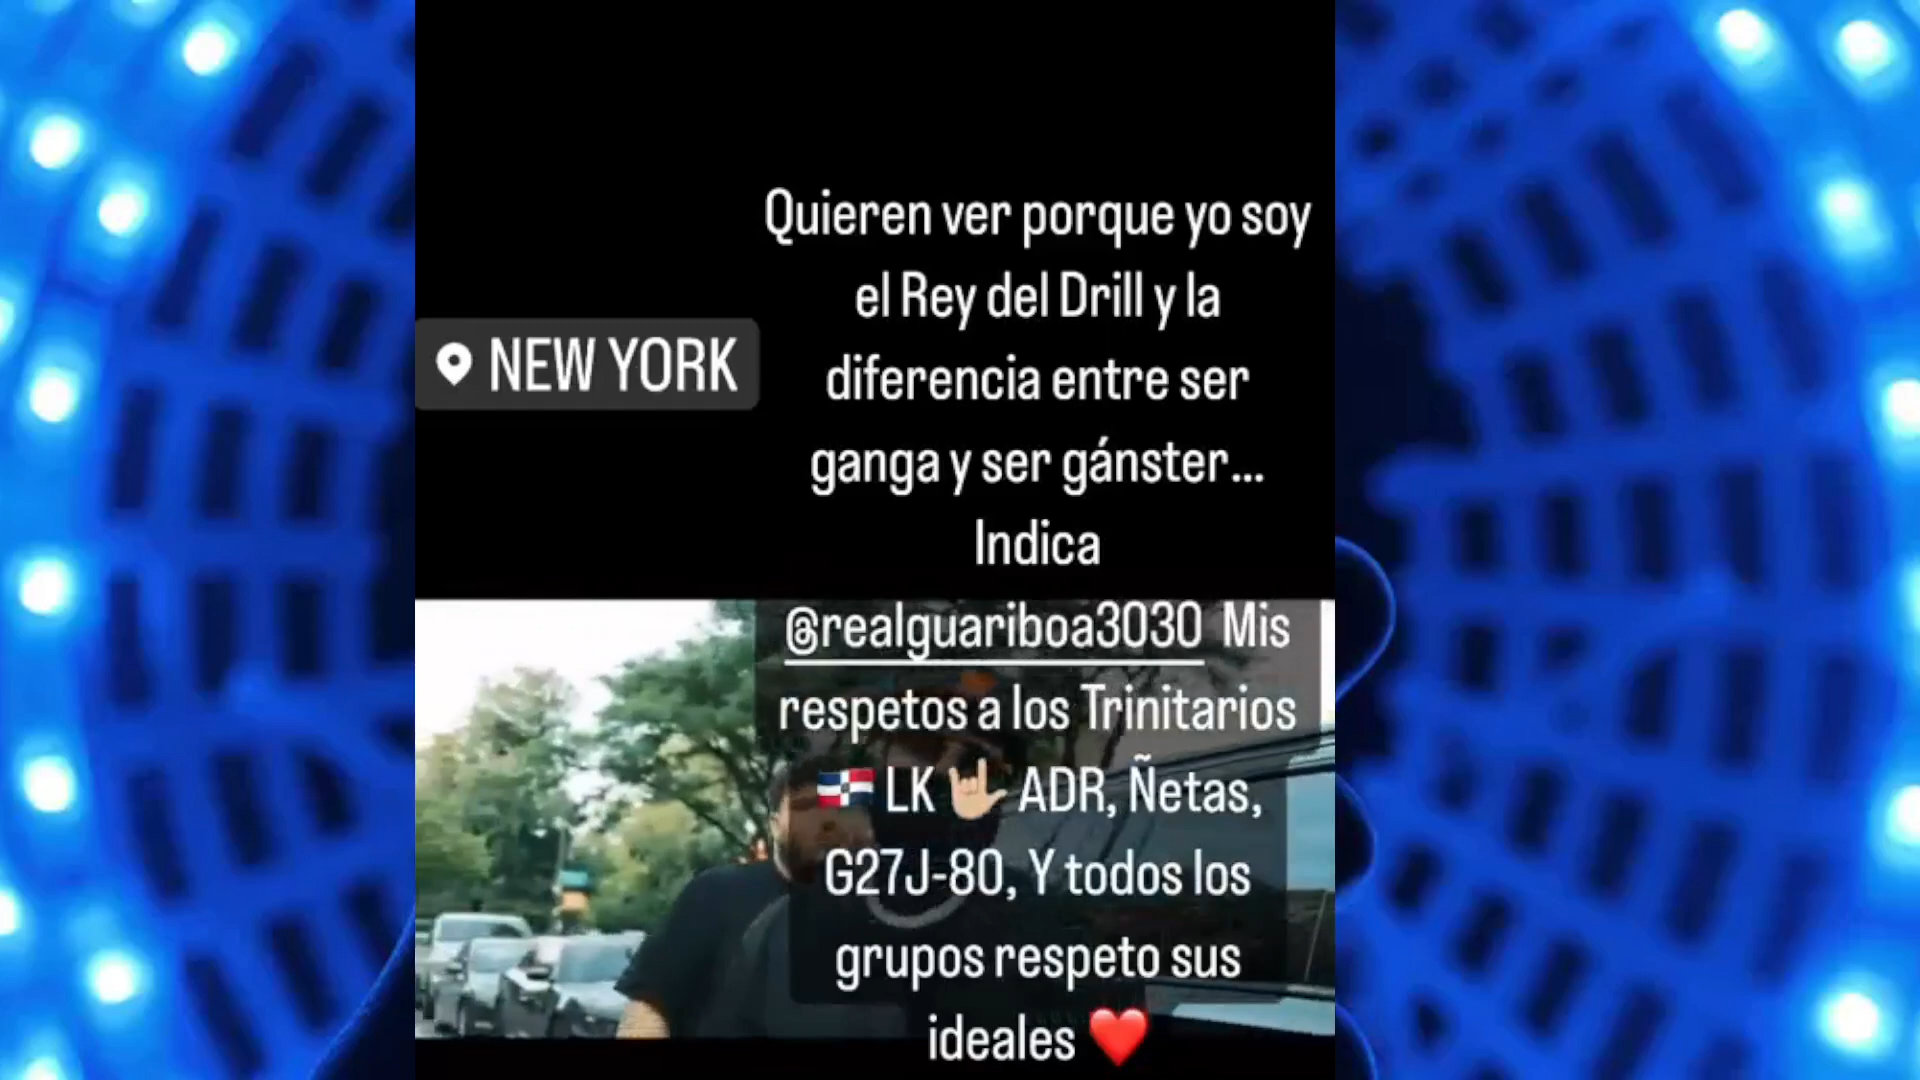 NEW YORK
Quieren ver porque yo soy
el Rey del Drill y la
diferencia entre ser
ganga y ser gánster...
Indica
@realguariboa3030 Mis
respetos a los Trinitarios
🇩🇴 LK 🤟🏼 ADR, Ñetas,
G27J-80, Y todos los
grupos respeto sus
ideales ❤️